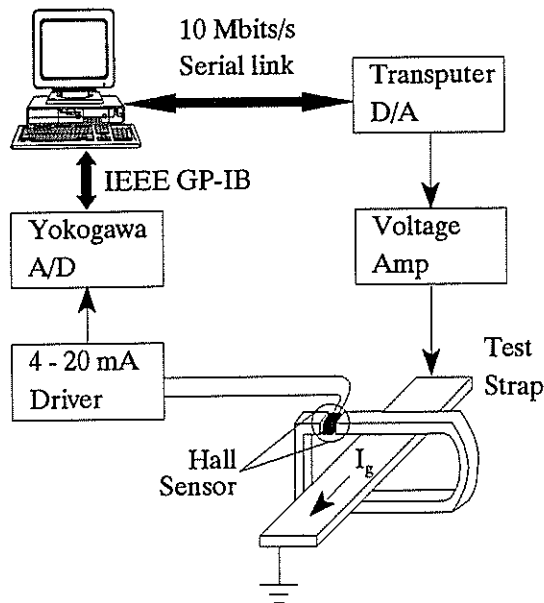 10 Mbits/s
Serial link
Transputer
D/A
IEEE GP-IB
Yokogawa
A/D
Voltage
Amp
4 - 20 mA
Driver
Test
Strap
Hall
Sensor
Ig